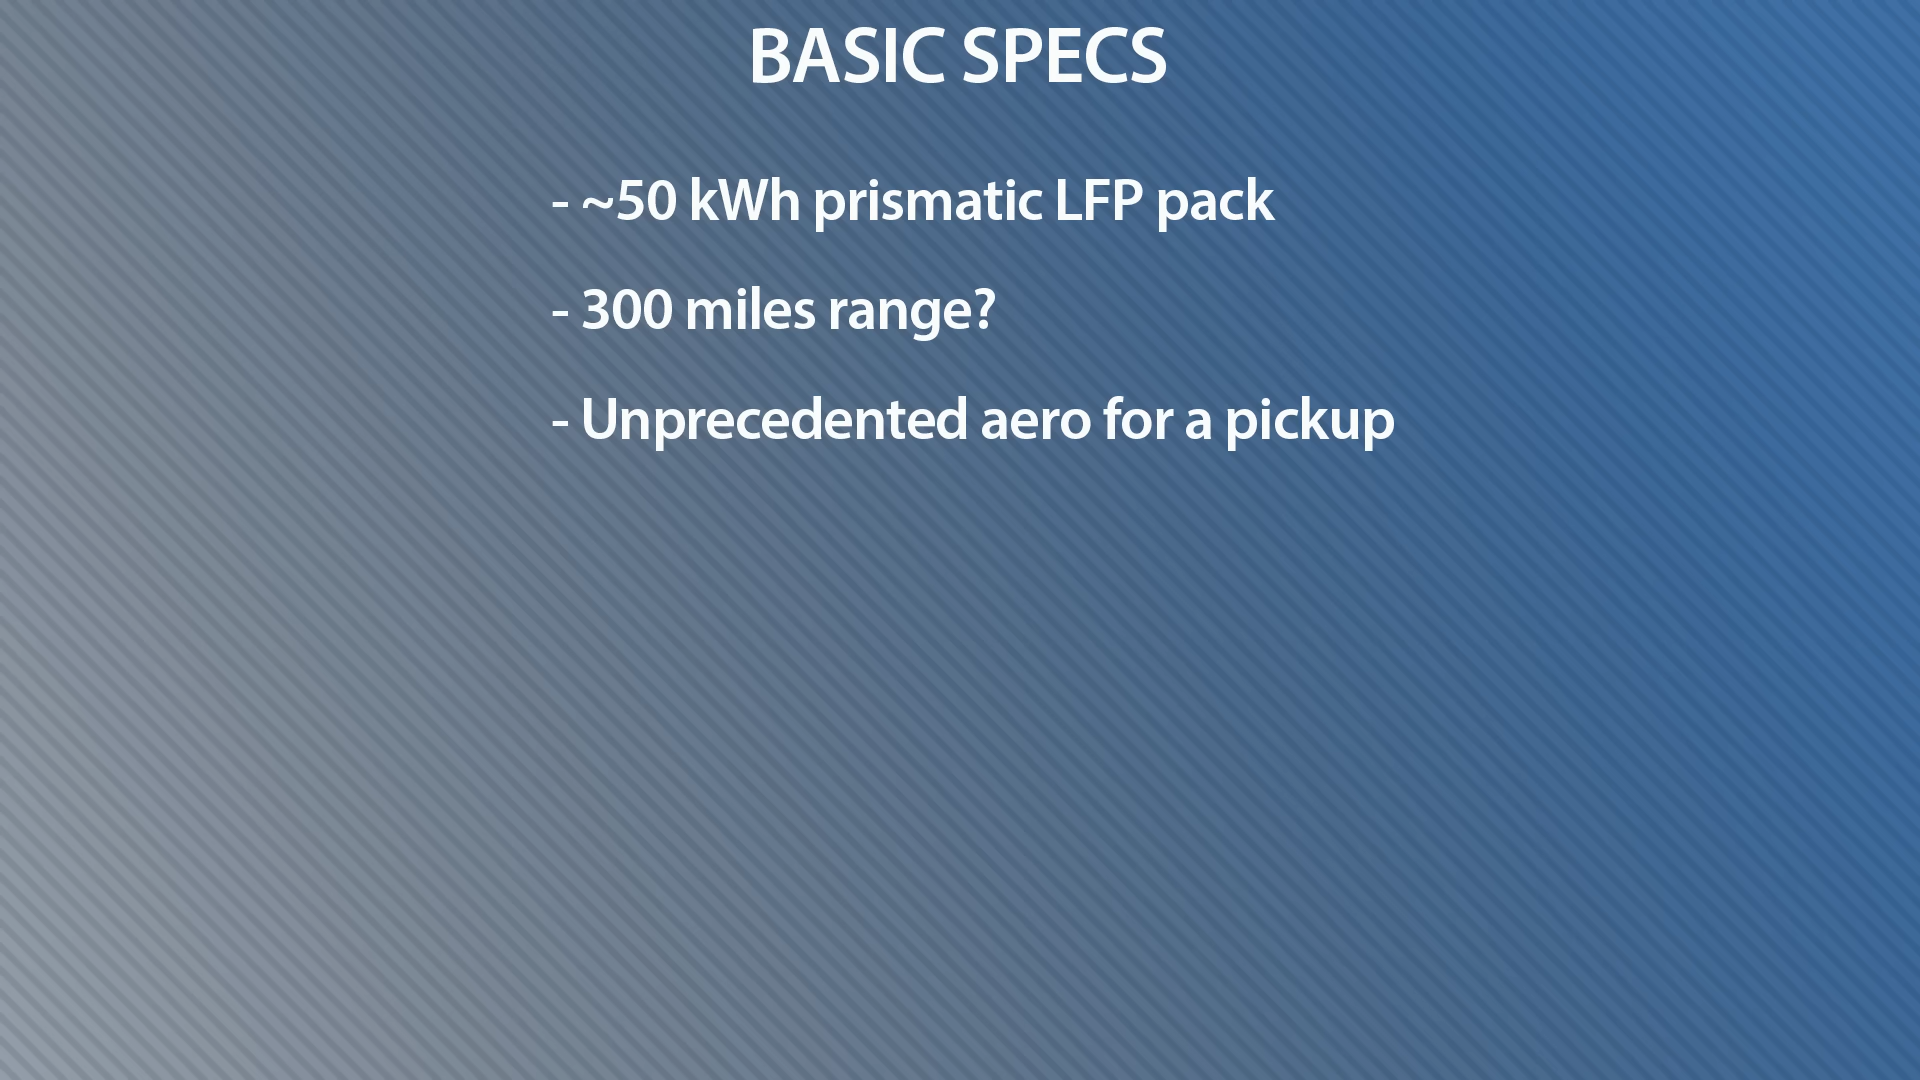 BASIC SPECS
- ~50 kWh prismatic LFP pack
- 300 miles range?
- Unprecedented aero for a pickup